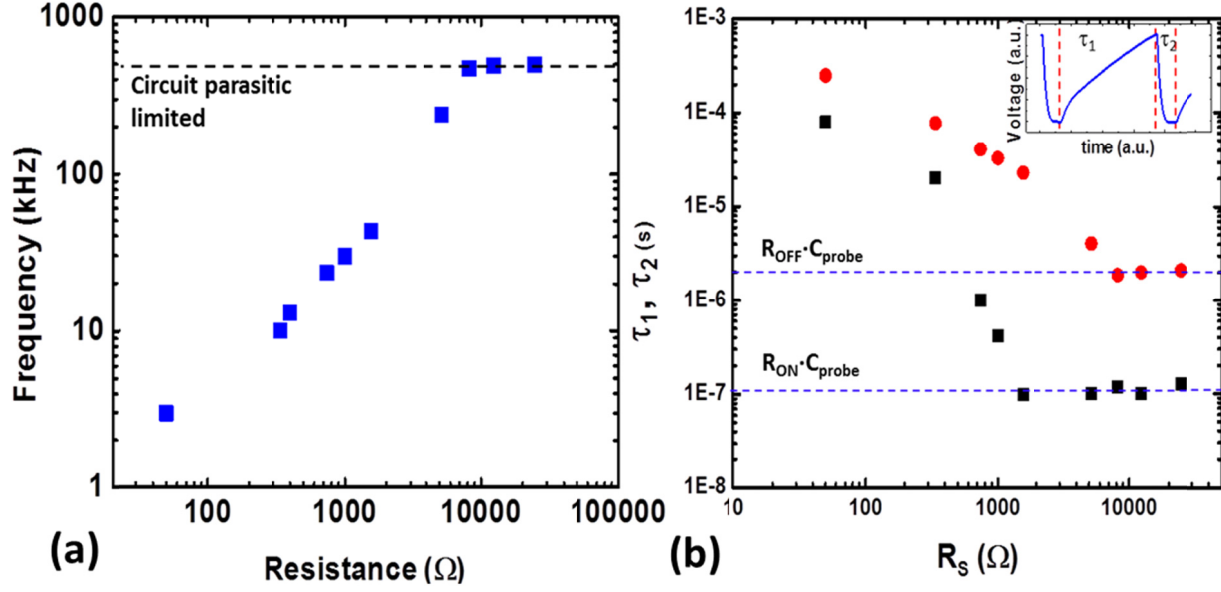 1000
100
10
1
Frequency (kHz)
Circuit parasitic
limited
100
1000
10000
100000
(a)
Resistance (Ω)
1E-3
1E-4
1E-5
1E-6
1E-7
1E-8
τ1, τ2 (s)
Voltage (a.u.)
τ1
τ2
time (a.u.)
ROFF·Cprobe
RON·Cprobe
10
100
1000
10000
(b)
RS (Ω)